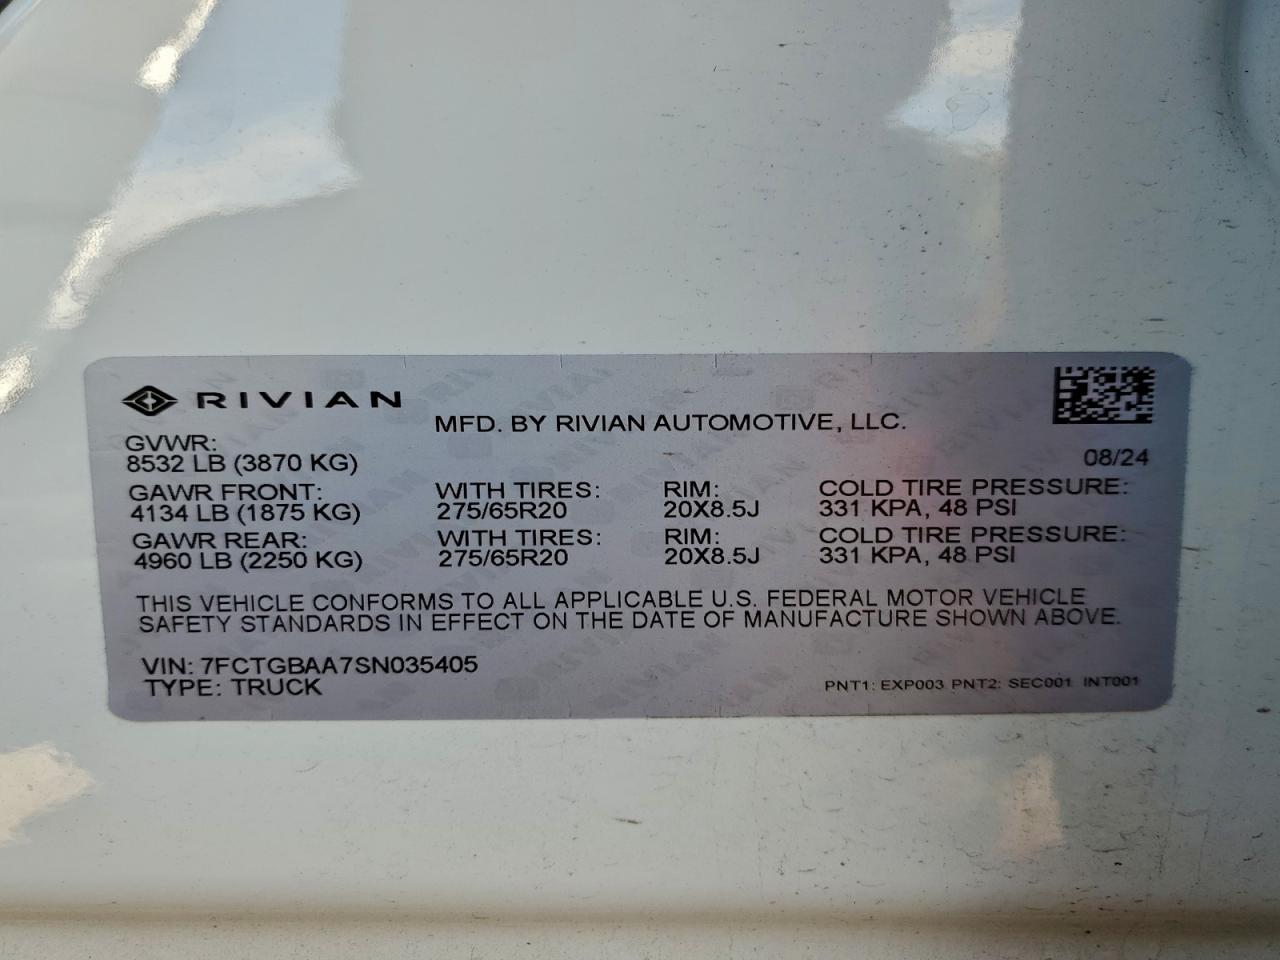 RIVIAN
MFD. BY RIVIAN AUTOMOTIVE, LLC.
GVWR:
8532 LB (3870 KG)
08/24
GAWR FRONT: WITH TIRES: RIM: COLD TIRE PRESSURE:
4134 LB (1875 KG) 275/65R20 20X8.5J 331 KPA, 48 PSI
GAWR REAR: WITH TIRES: RIM: COLD TIRE PRESSURE:
4960 LB (2250 KG) 275/65R20 20X8.5J 331 KPA, 48 PSI
THIS VEHICLE CONFORMS TO ALL APPLICABLE U.S. FEDERAL MOTOR VEHICLE
SAFETY STANDARDS IN EFFECT ON THE DATE OF MANUFACTURE SHOWN ABOVE.
VIN: 7FCTGBAA7SN035405
TYPE: TRUCK
PNT1: EXP003 PNT2: SEC001 INT001